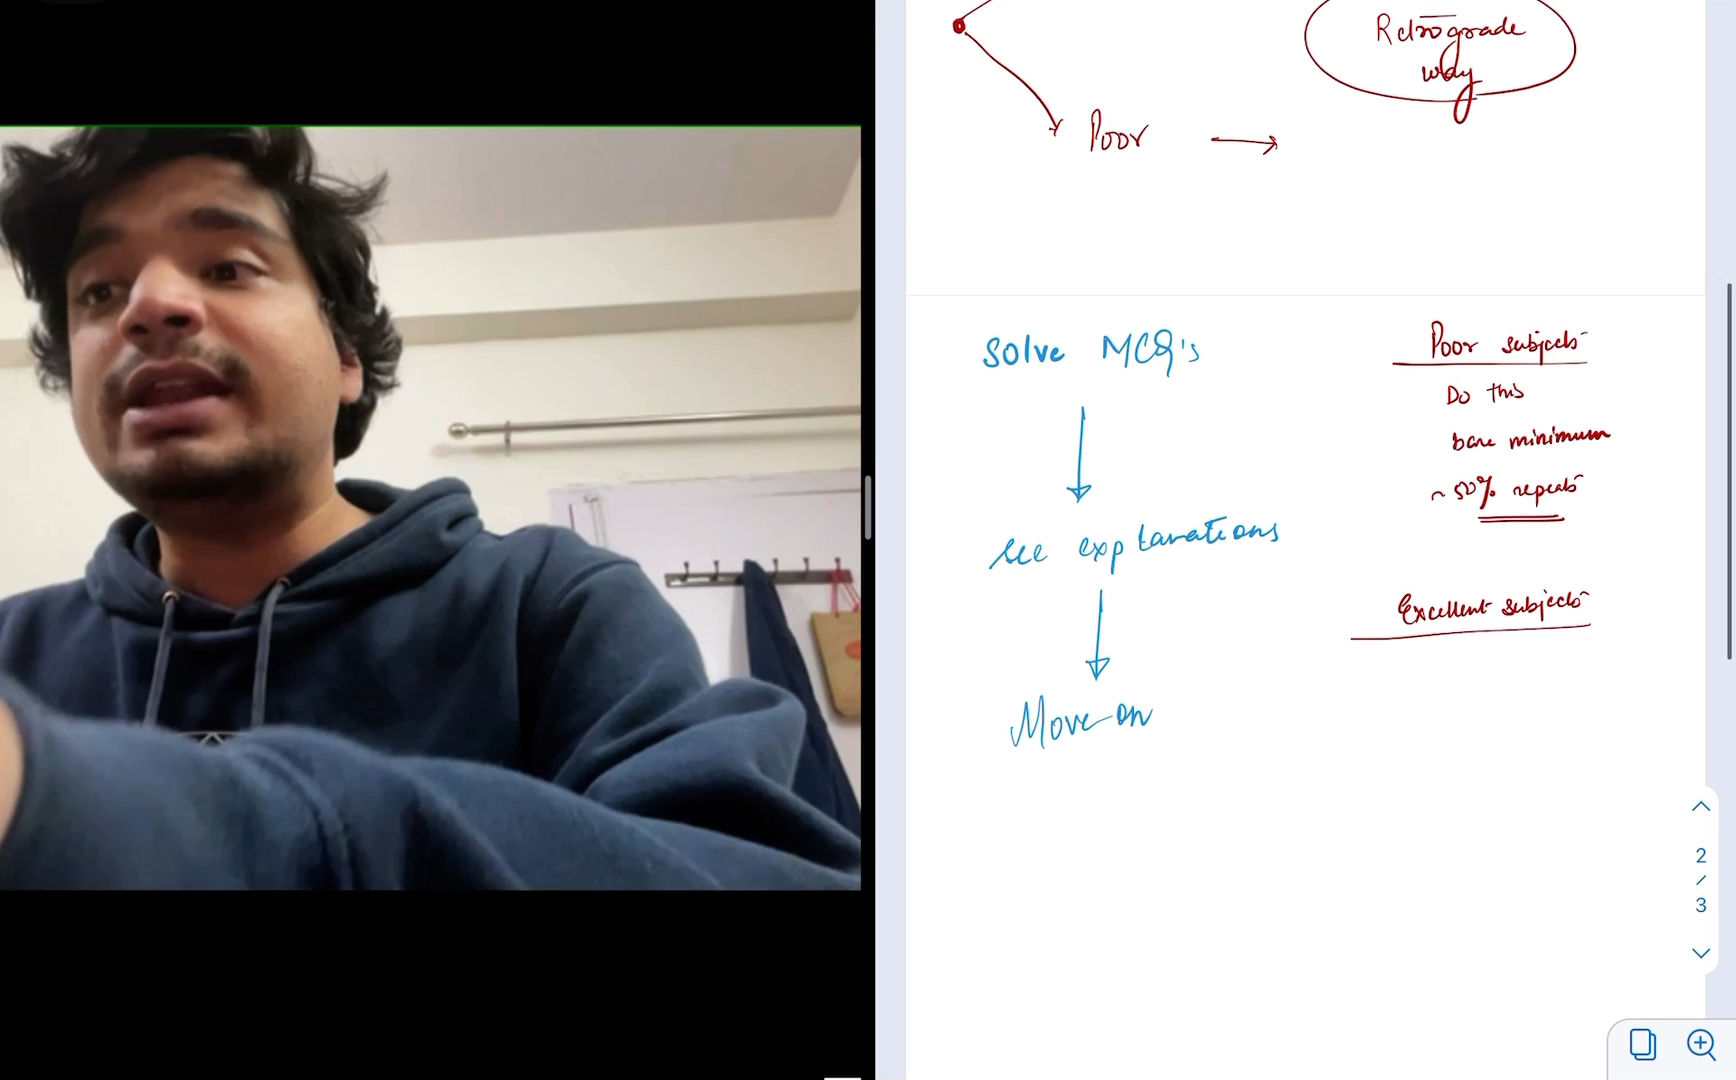 Retrograde
way
Poor
Solve MCQ's
see explanations
Move on
Poor subjects
Do this
bare minimum
~ 50% repeats
Excellent subjects
2
/
3